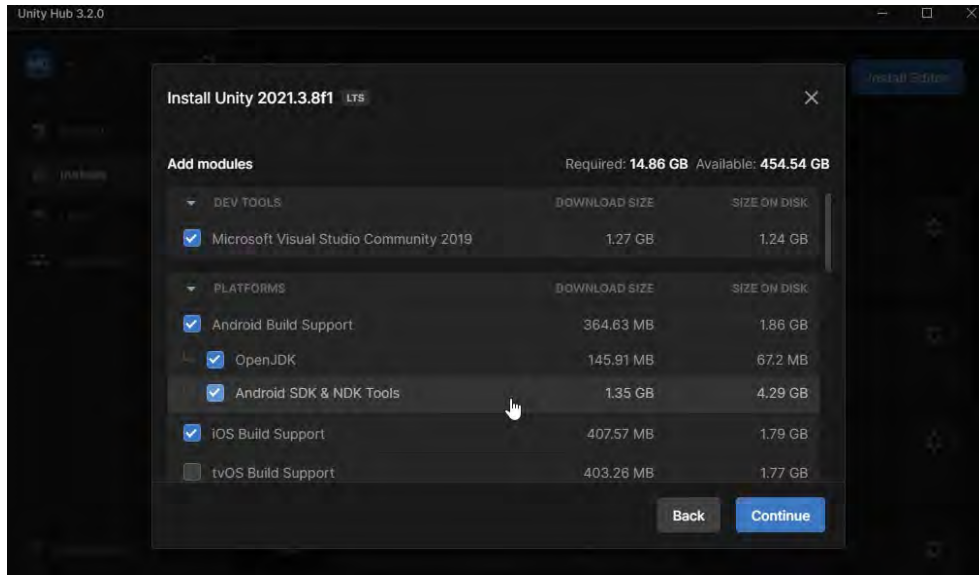 Unity Hub 3.2.0
Install Editor
Install Unity 2021.3.8f1 LTS
Installs
Add modules Required: 14.86 GB Available: 454.54 GB
DEV TOOLS DOWNLOAD SIZE SIZE ON DISK
Microsoft Visual Studio Community 2019 1.27 GB 1.24 GB
PLATFORMS DOWNLOAD SIZE SIZE ON DISK
Android Build Support 364.63 MB 1.86 GB
OpenJDK 145.91 MB 67.2 MB
Android SDK & NDK Tools 1.35 GB 4.29 GB
iOS Build Support 407.57 MB 1.79 GB
tvOS Build Support 403.26 MB 1.77 GB
Back Continue